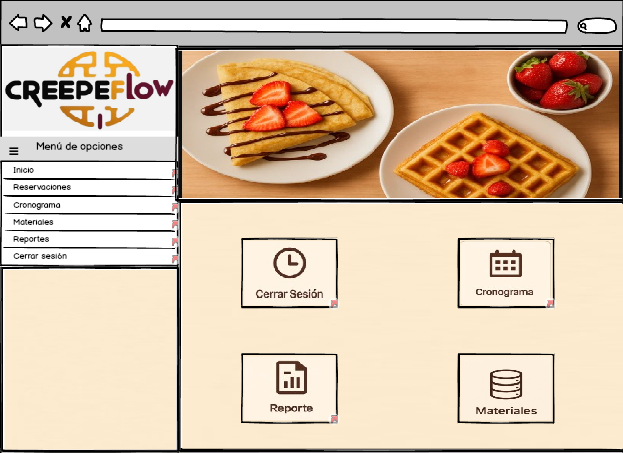 CREEPEFLOW
Menú de opciones
Inicio
Reservaciones
Cronograma
Materiales
Reportes
Cerrar sesión
Cerrar Sesión
Cronograma
Reporte
Materiales